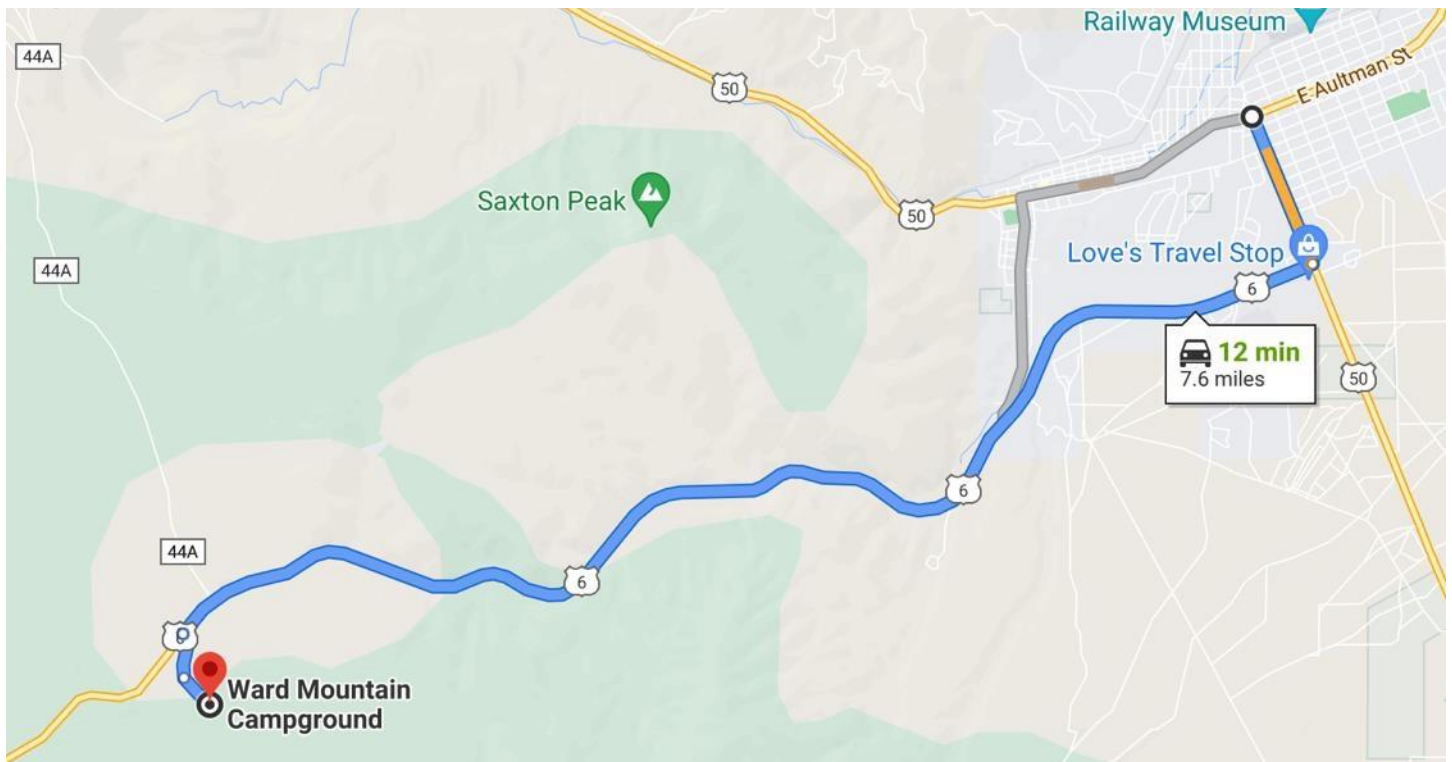 Railway Museum
44A
50
E Aultman St
Saxton Peak
50
44A
Love's Travel Stop
6
12 min
7.6 miles
50
6
44A
6
Ward Mountain
Campground